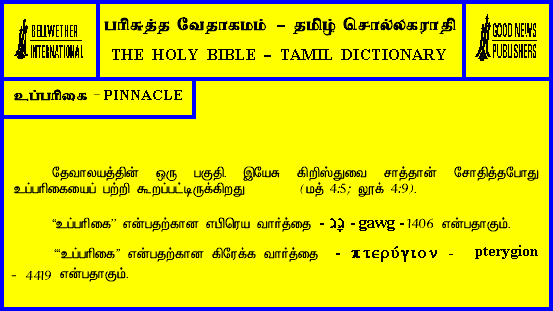 BELLWETHER
INTERNATIONAL
பரிசுத்த வேதாகமம் – தமிழ் சொல்லகராதி
THE HOLY BIBLE – TAMIL DICTIONARY
GOOD NEWS
PUBLISHERS
உப்பரிகை – PINNACLE
தேவாலயத்தின் ஒரு பகுதி. இயேசு கிறிஸ்துவை சாத்தான் சோதித்தபோது
உப்பரிகையைப் பற்றி கூறப்பட்டிருக்கிறது (மத் 4:5; லூக் 4:9).
“உப்பரிகை” என்பதற்கான எபிரெய வார்த்தை - גָּג - gawg -1406 என்பதாகும்.
“உப்பரிகை” என்பதற்கான கிரேக்க வார்த்தை - πτερύγιον - pterygion
- 4419 என்பதாகும்.